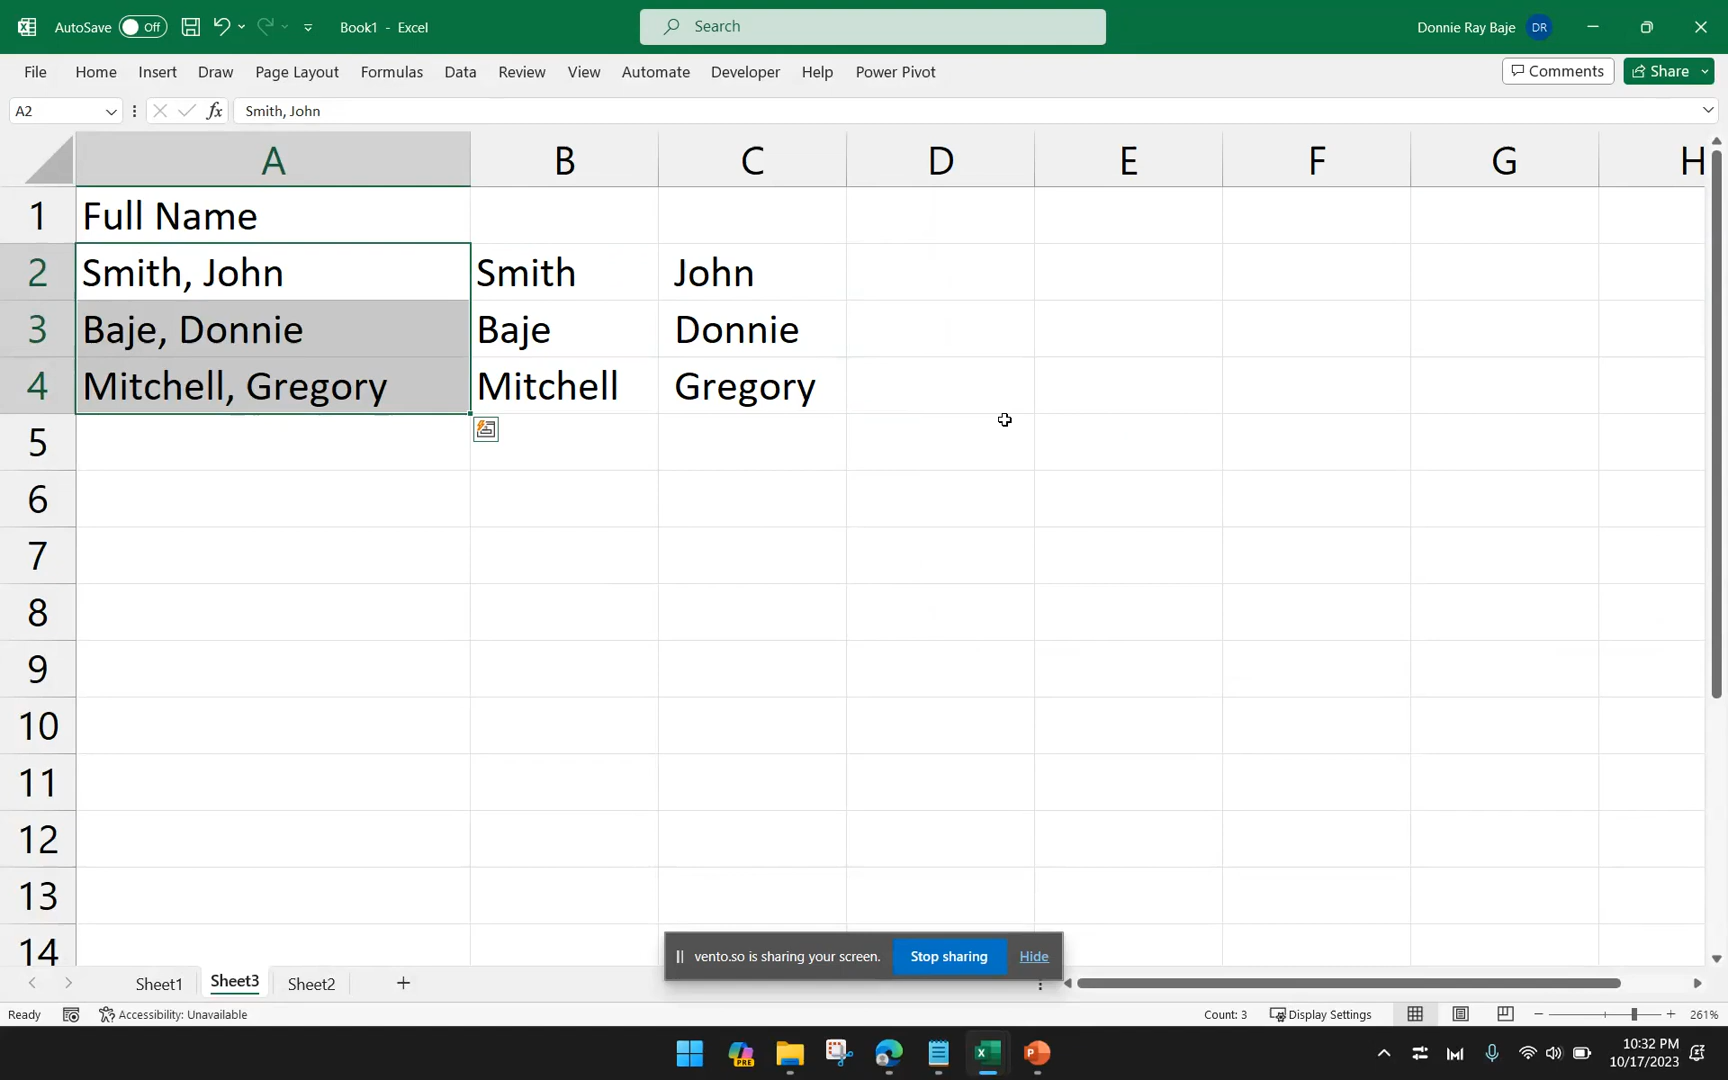 AutoSave Off Book1 - Excel Search Donnie Ray Baje DR
File Home Insert Draw Page Layout Formulas Data Review View Automate Developer Help Power Pivot Comments Share
A2 fx Smith, John
A B C D E F G H
1 Full Name
2 Smith, John Smith John
3 Baje, Donnie Baje Donnie
4 Mitchell, Gregory Mitchell Gregory
5
6
7
8
9
10
11
12
13
14
vento.so is sharing your screen. Stop sharing Hide
Sheet1 Sheet3 Sheet2
Ready Accessibility: Unavailable Count: 3 Display Settings 261%
PRE
10:32 PM
10/17/2023